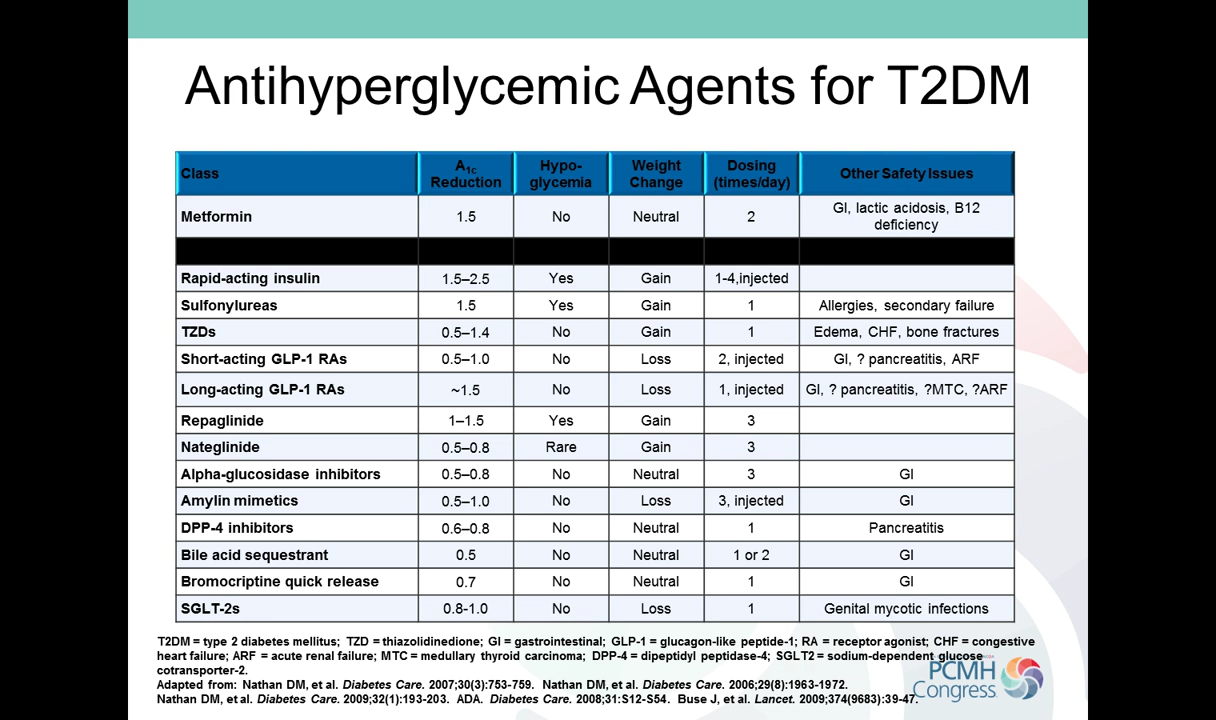 Antihyperglycemic Agents for T2DM
Class A1c Reduction Hypo-glycemia Weight Change Dosing (times/day) Other Safety Issues
Metformin 1.5 No Neutral 2 GI, lactic acidosis, B12 deficiency
Rapid-acting insulin 1.5–2.5 Yes Gain 1-4,injected
Sulfonylureas 1.5 Yes Gain 1 Allergies, secondary failure
TZDs 0.5–1.4 No Gain 1 Edema, CHF, bone fractures
Short-acting GLP-1 RAs 0.5–1.0 No Loss 2, injected GI, ? pancreatitis, ARF
Long-acting GLP-1 RAs ~1.5 No Loss 1, injected GI, ? pancreatitis, ?MTC, ?ARF
Repaglinide 1–1.5 Yes Gain 3
Nateglinide 0.5–0.8 Rare Gain 3
Alpha-glucosidase inhibitors 0.5–0.8 No Neutral 3 GI
Amylin mimetics 0.5–1.0 No Loss 3, injected GI
DPP-4 inhibitors 0.6–0.8 No Neutral 1 Pancreatitis
Bile acid sequestrant 0.5 No Neutral 1 or 2 GI
Bromocriptine quick release 0.7 No Neutral 1 GI
SGLT-2s 0.8-1.0 No Loss 1 Genital mycotic infections
T2DM = type 2 diabetes mellitus; TZD = thiazolidinedione; GI = gastrointestinal; GLP-1 = glucagon-like peptide-1; RA = receptor agonist; CHF = congestive
heart failure; ARF = acute renal failure; MTC = medullary thyroid carcinoma; DPP-4 = dipeptidyl peptidase-4; SGLT2 = sodium-dependent glucose
cotransporter-2.
Adapted from: Nathan DM, et al. Diabetes Care. 2007;30(3):753-759. Nathan DM, et al. Diabetes Care. 2006;29(8):1963-1972.
Nathan DM, et al. Diabetes Care. 2009;32(1):193-203. ADA. Diabetes Care. 2008;31:S12-S54. Buse J, et al. Lancet. 2009;374(9683):39-47.
PCMH
Congress